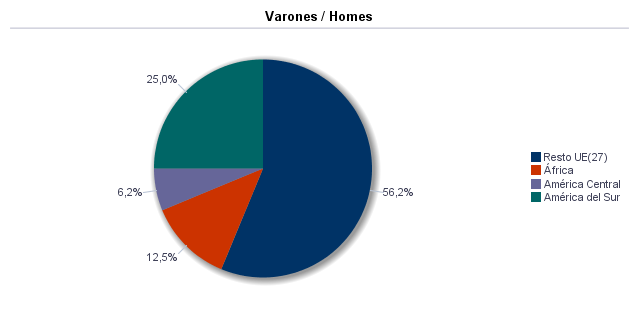 Varones / Homes
25,0%
6,2%
56,2%
12,5%
Resto UE(27)
África
América Central
América del Sur